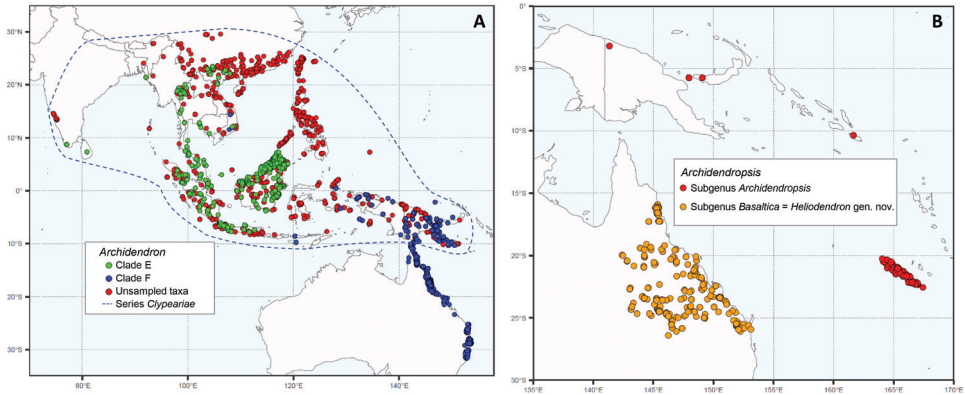 A
30°N
20°N
10°N
0°
10°S
20°S
30°S
80°E
100°E
120°E
140°E
Archidendron
Clade E
Clade F
Unsampled taxa
Series Clypeariae
B
0°
5°S
10°S
15°S
20°S
25°S
30°S
135°E
140°E
145°E
150°E
155°E
160°E
165°E
170°E
Archidendropsis
Subgenus Archidendropsis
Subgenus Basaltica = Heliodendron gen. nov.